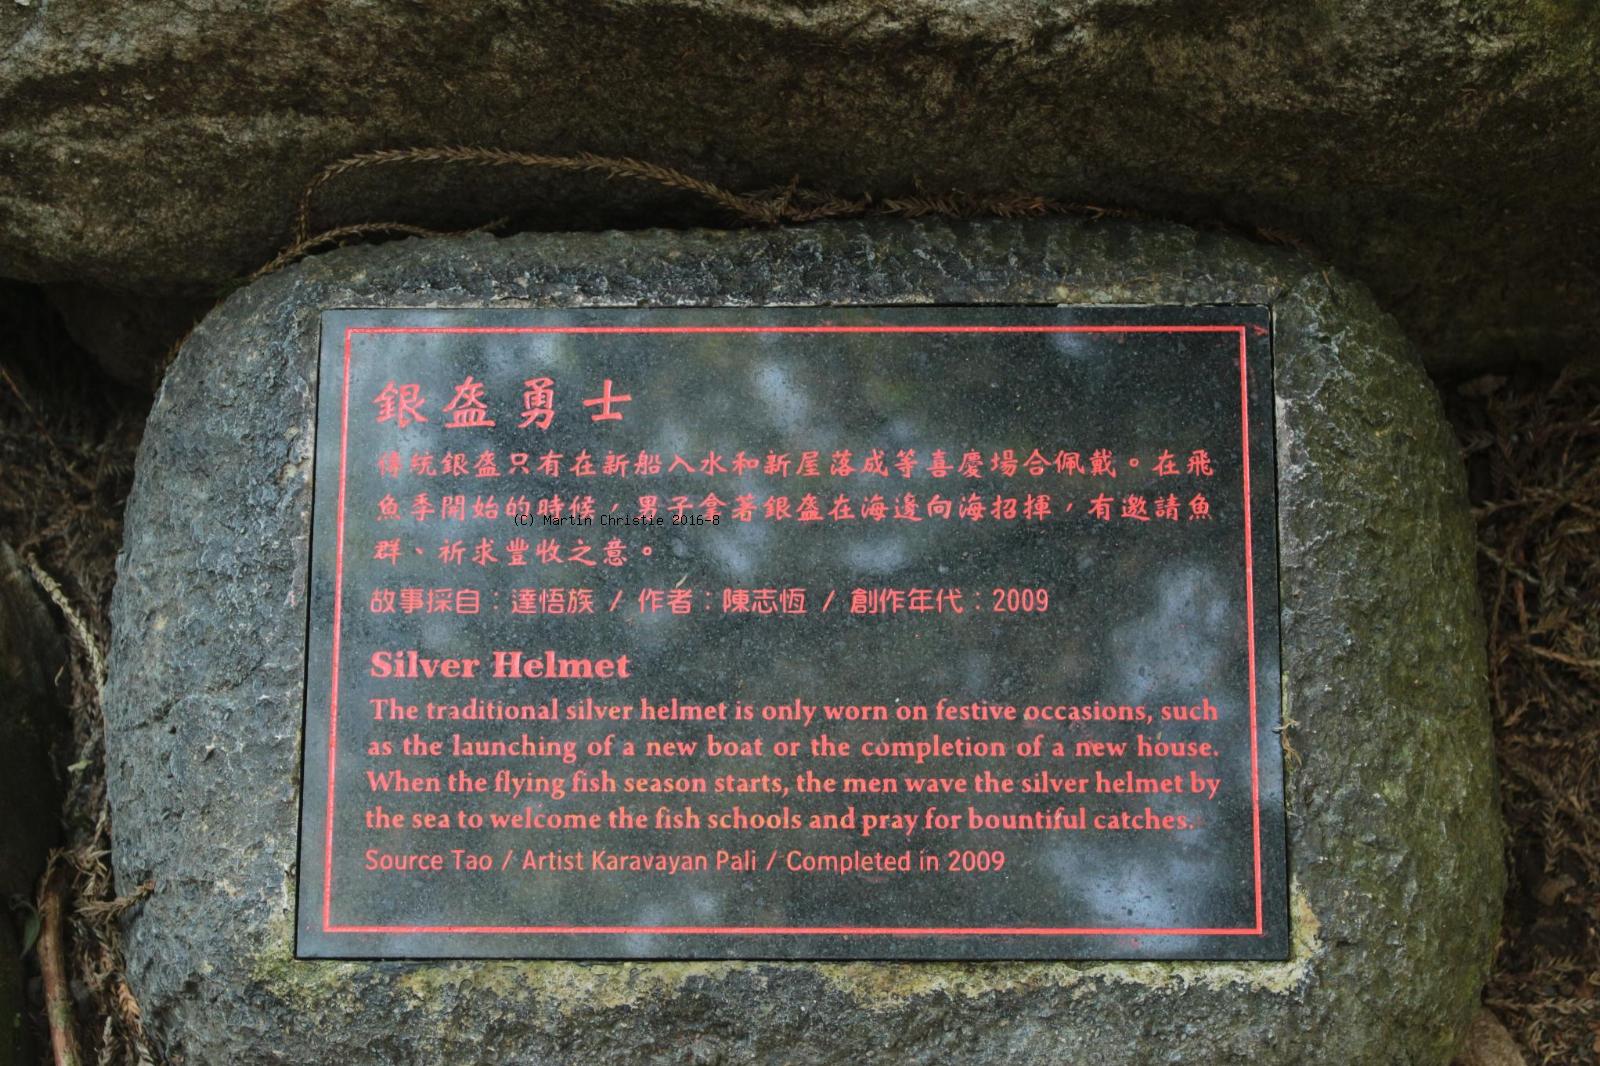 銀盔勇士
傳統銀盔只有在新船入水和新屋落成等喜慶場合佩戴。在飛
魚季開始的時候，男子拿著銀盔在海邊向海招揮，有邀請魚
(C) Martin Christie 2016-8
群、祈求豐收之意。
故事採自：達悟族 / 作者：陳志恆 / 創作年代：2009
Silver Helmet
The traditional silver helmet is only worn on festive occasions, such
as the launching of a new boat or the completion of a new house.
When the flying fish season starts, the men wave the silver helmet by
the sea to welcome the fish schools and pray for bountiful catches.
Source Tao / Artist Karavayan Pali / Completed in 2009